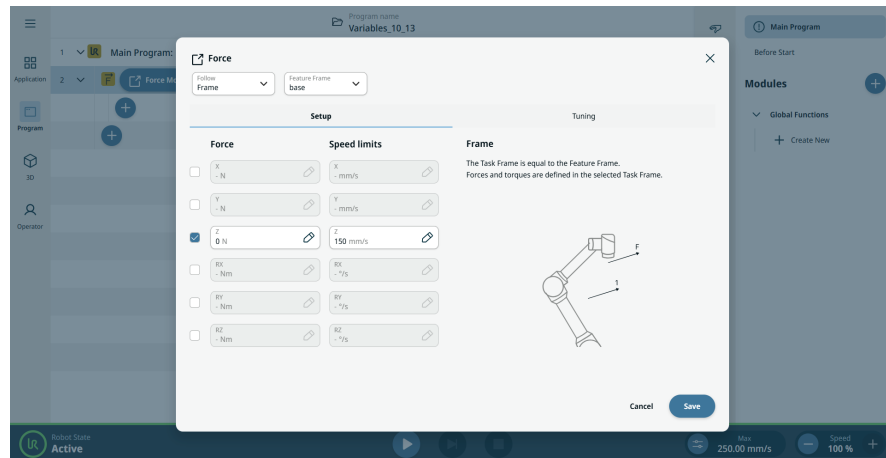 Program name
Variables_10_13
Main Program
1 UR Main Program:
Before Start
Application
2 F Force Mo
Modules
Program
Global Functions
Create New
3D
Operator
Force
Follow
Frame
Feature Frame
base
Setup
Tuning
Force
Speed limits
Frame
The Task Frame is equal to the Feature Frame.
Forces and torques are defined in the selected Task Frame.
X
- N
X
- mm/s
Y
- N
Y
- mm/s
Z
0 N
Z
150 mm/s
RX
- Nm
RX
- °/s
RY
- Nm
RY
- °/s
RZ
- Nm
RZ
- °/s
F
1
Cancel
Save
UR
Robot State
Active
Max
250.00 mm/s
Speed
100 %